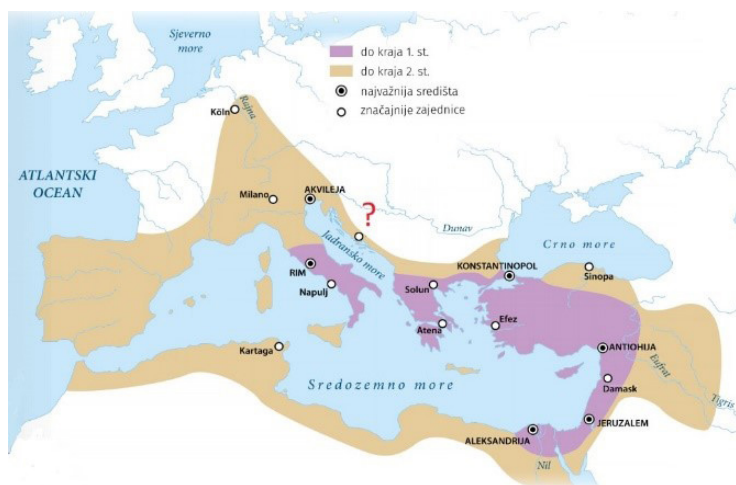 Sjeverno
more
do kraja 1. st.
do kraja 2. st.
najvažnija središta
značajnije zajednice
Köln
Rajna
ATLANTSKI
OCEAN
Milano
AKVILEJA
?
Dunav
Jadransko more
Crno more
KONSTANTINOPOL
Sinopa
RIM
Napulj
Solun
Atena
Efez
ANTIOHIJA
Eufrat
Kartaga
Damask
Tigris
Sredozemno more
JERUZALEM
ALEKSANDRIJA
Nil